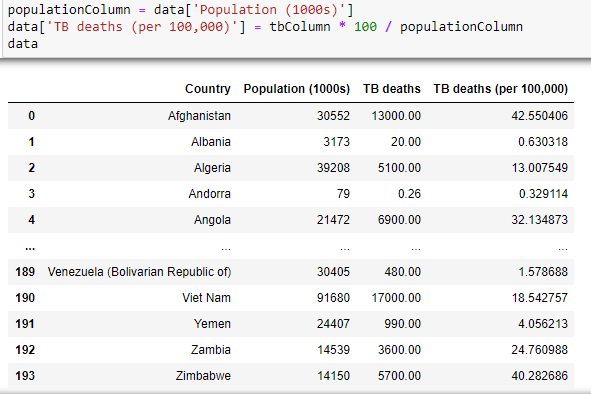 populationColumn = data['Population (1000s)']
data['TB deaths (per 100,000)'] = tbColumn * 100 / populationColumn
data
Country Population (1000s) TB deaths TB deaths (per 100,000)
0 Afghanistan 30552 13000.00 42.550406
1 Albania 3173 20.00 0.630318
2 Algeria 39208 5100.00 13.007549
3 Andorra 79 0.26 0.329114
4 Angola 21472 6900.00 32.134873
... ... ... ... ...
189 Venezuela (Bolivarian Republic of) 30405 480.00 1.578688
190 Viet Nam 91680 17000.00 18.542757
191 Yemen 24407 990.00 4.056213
192 Zambia 14539 3600.00 24.760988
193 Zimbabwe 14150 5700.00 40.282686